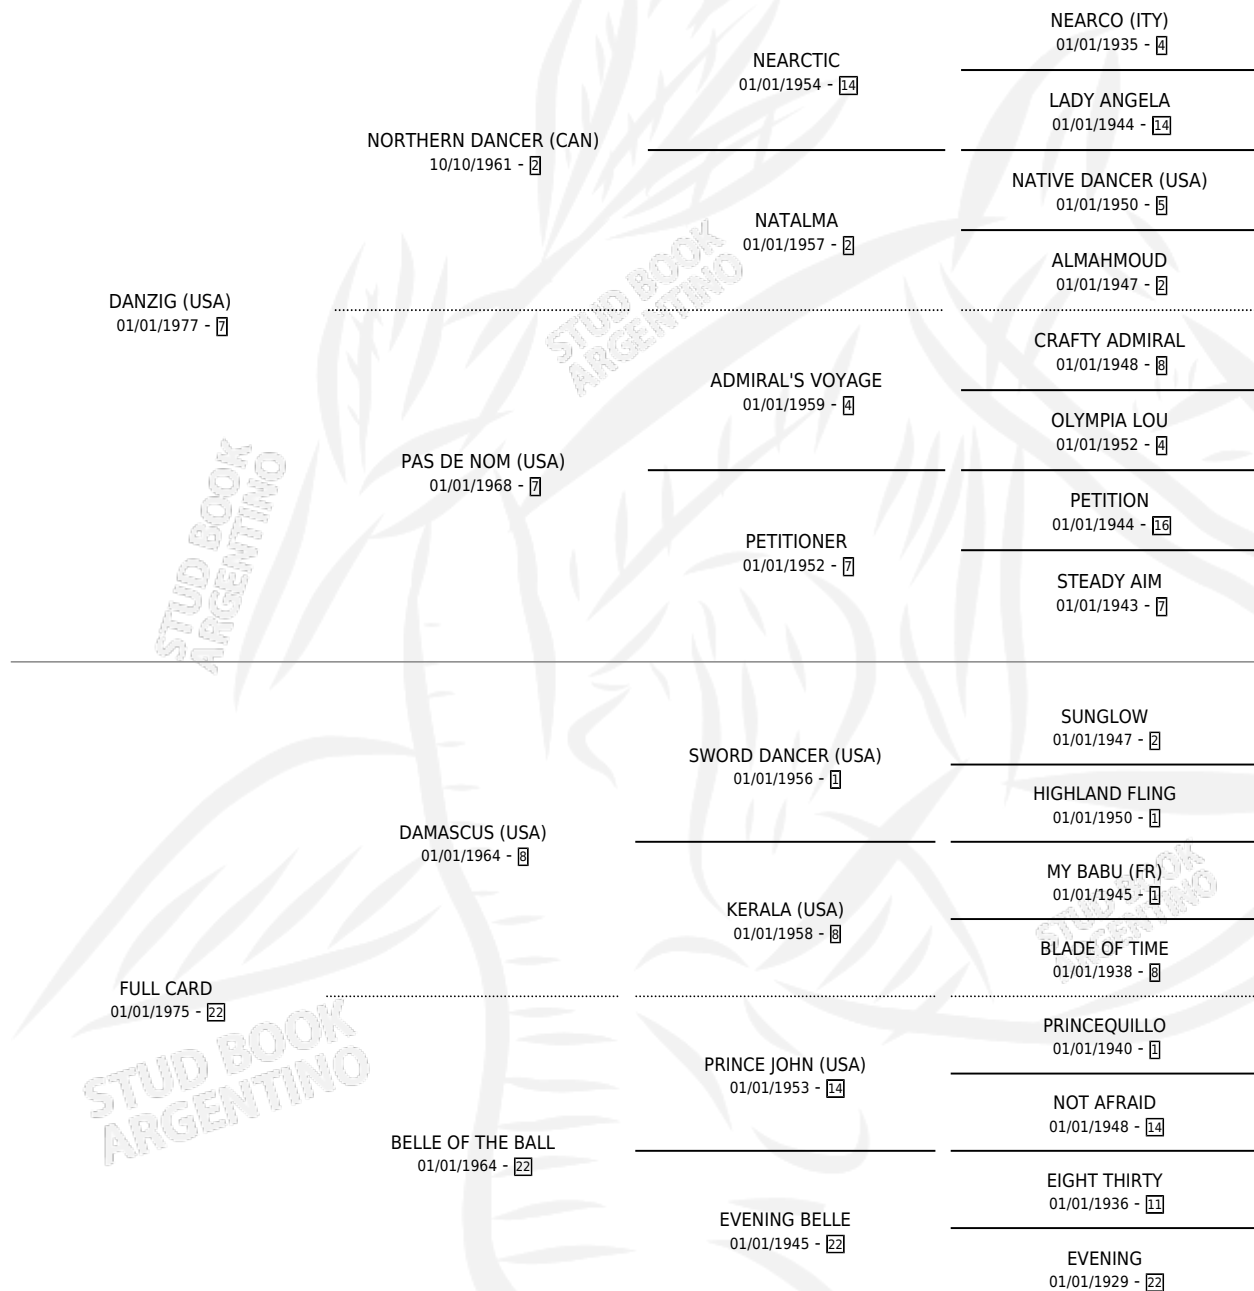 NEARCO (ITY)
01/01/1935 - 4
NEARCTIC
01/01/1954 - 14
LADY ANGELA
01/01/1944 - 14
NORTHERN DANCER (CAN)
10/10/1961 - 2
NATIVE DANCER (USA)
01/01/1950 - 5
NATALMA
01/01/1957 - 2
ALMAHMOUD
01/01/1947 - 2
DANZIG (USA)
01/01/1977 - 7
CRAFTY ADMIRAL
01/01/1948 - 8
ADMIRAL'S VOYAGE
01/01/1959 - 4
OLYMPIA LOU
01/01/1952 - 4
PAS DE NOM (USA)
01/01/1968 - 7
PETITION
01/01/1944 - 16
PETITIONER
01/01/1952 - 7
STEADY AIM
01/01/1943 - 7
SUNGLOW
01/01/1947 - 2
SWORD DANCER (USA)
01/01/1956 - 1
HIGHLAND FLING
01/01/1950 - 1
DAMASCUS (USA)
01/01/1964 - 8
MY BABU (FR)
01/01/1945 - 1
KERALA (USA)
01/01/1958 - 8
BLADE OF TIME
01/01/1938 - 8
FULL CARD
01/01/1975 - 22
PRINCEQUILLO
01/01/1940 - 1
PRINCE JOHN (USA)
01/01/1953 - 14
NOT AFRAID
01/01/1948 - 14
BELLE OF THE BALL
01/01/1964 - 22
EIGHT THIRTY
01/01/1936 - 11
EVENING BELLE
01/01/1945 - 22
EVENING
01/01/1929 - 22
STUD BOOK
ARGENTINO
STUD BOOK
ARGENTINO
STUD BOOK
ARGENTINO
STUD BOOK
ARGENTINO